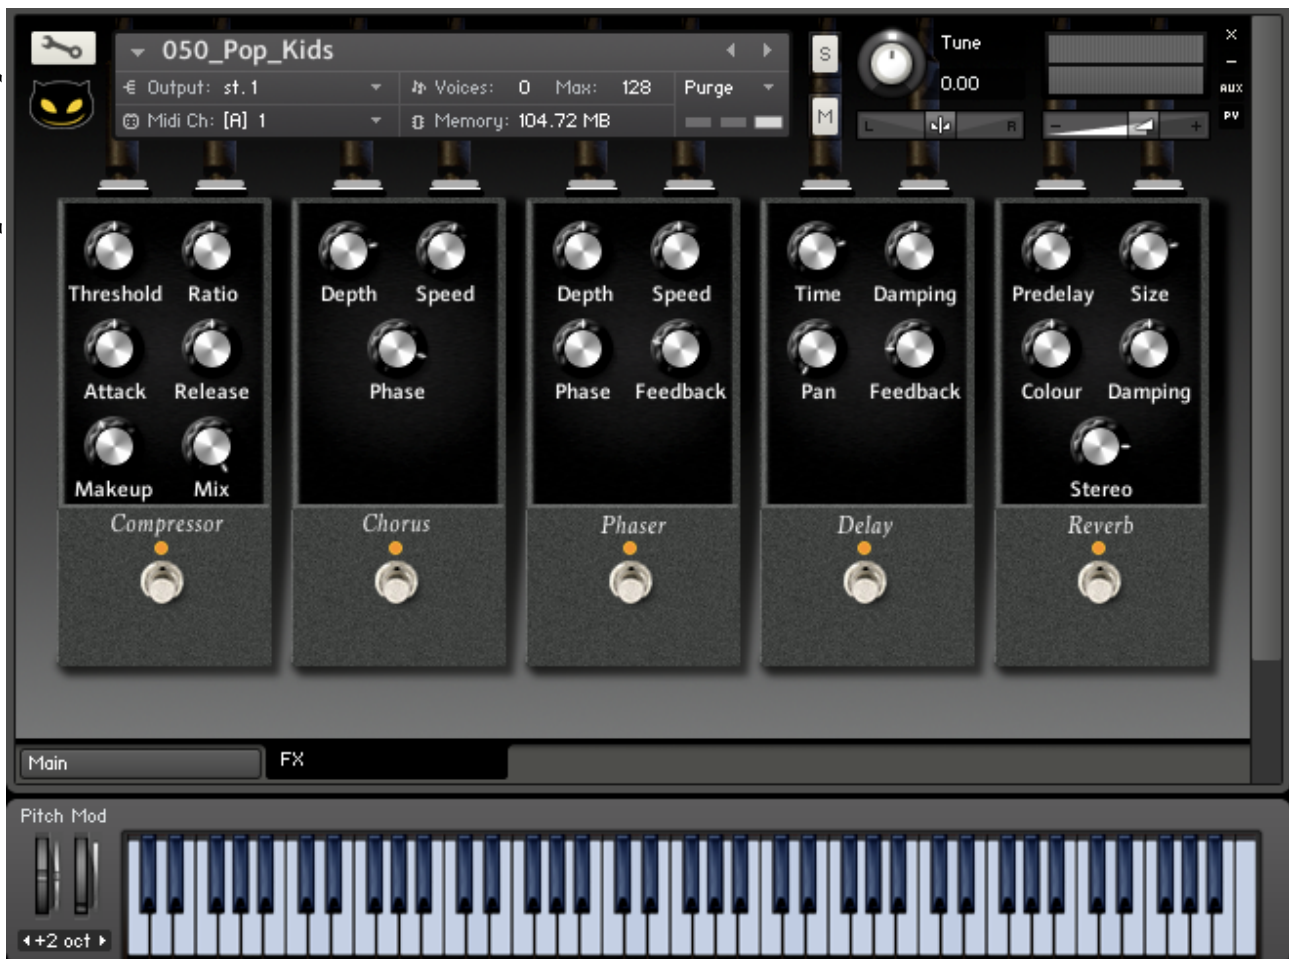 050_Pop_Kids
Output: st.1
Voices: 0 Max: 128
Purge
Midi Ch: [A] 1
Memory: 104.72 MB
S
M
Tune
0.00
L R
- +
×
-
AUX
PV
Threshold Ratio
Attack Release
Makeup Mix
Compressor
Depth Speed
Phase
Chorus
Depth Speed
Phase Feedback
Phaser
Time Damping
Pan Feedback
Delay
Predelay Size
Colour Damping
Stereo
Reverb
Main FX
Pitch Mod
+2 oct